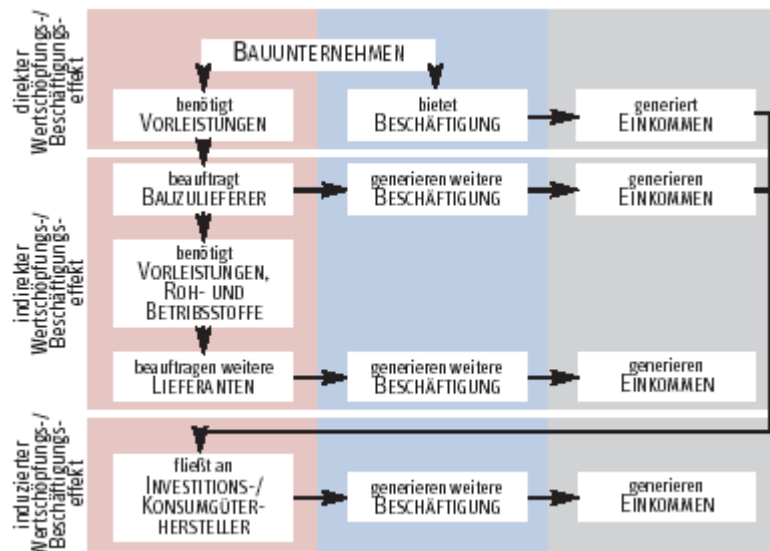 direkter
Wertschöpfungs-/
Beschäftigungs-
effekt
BAUUNTERNEHMEN
benötigt
VORLEISTUNGEN
bietet
BESCHÄFTIGUNG
generiert
EINKOMMEN
indirekter
Wertschöpfungs-/
Beschäftigungs-
effekt
beauftragt
BAUZULIEFERER
generieren weitere
BESCHÄFTIGUNG
generieren
EINKOMMEN
benötigt
VORLEISTUNGEN,
ROH- UND
BETRIBSSTOFFE
beauftragen weitere
LIEFERANTEN
generieren weitere
BESCHÄFTIGUNG
generieren
EINKOMMEN
induzierter
Wertschöpfungs-/
Beschäftigungs-
effekt
fließt an
INVESTITIONS-/
KONSUMGÜTER-
HERSTELLER
generieren weitere
BESCHÄFTIGUNG
generieren
EINKOMMEN